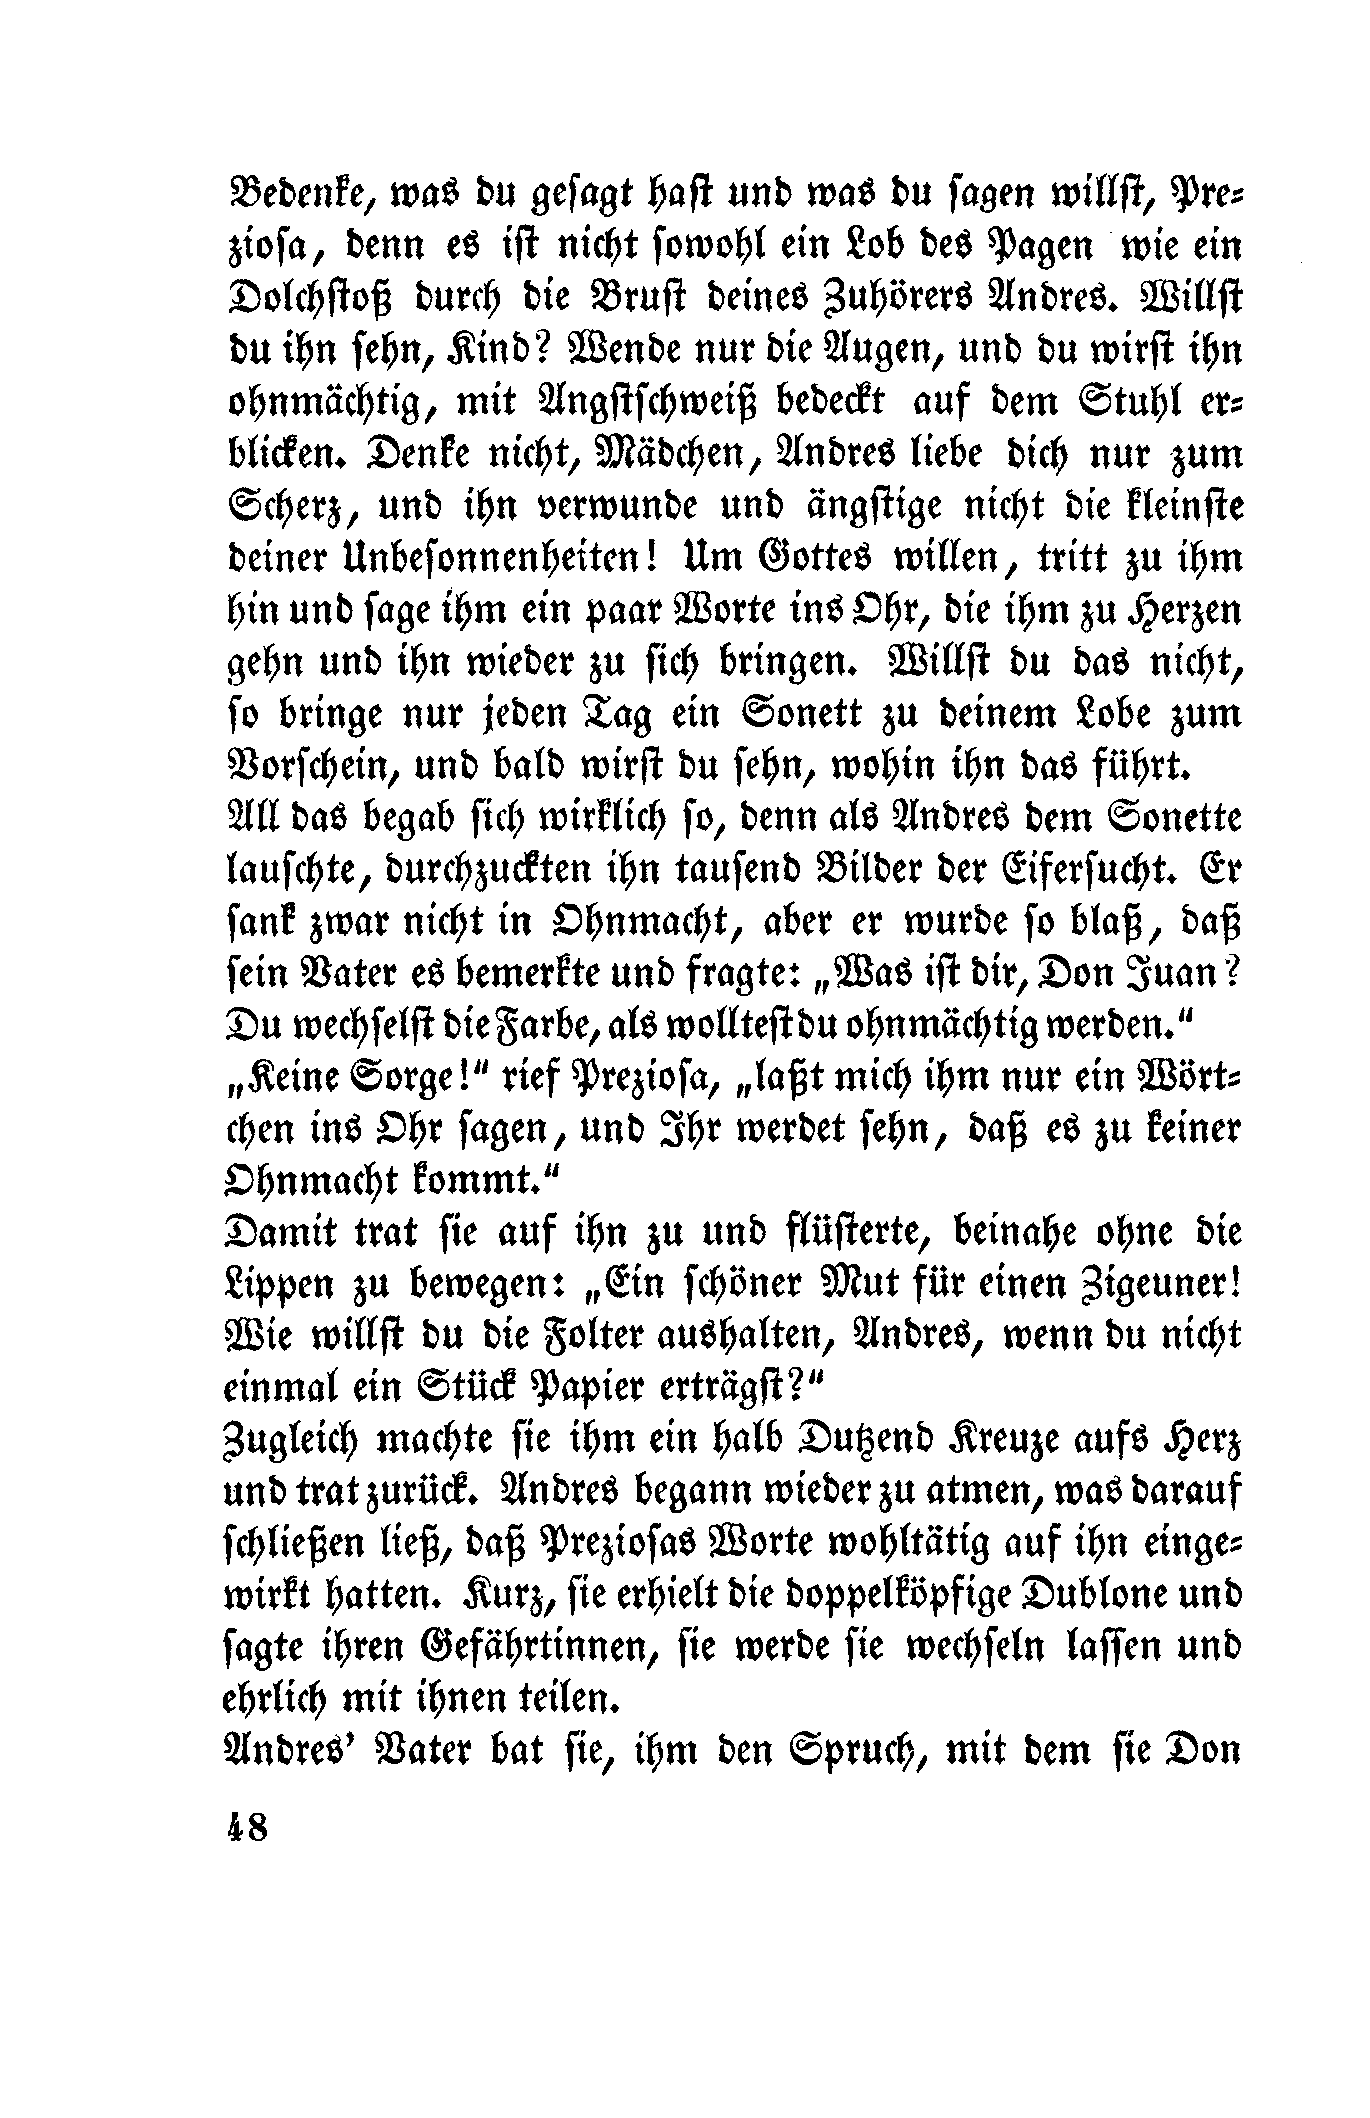 Bedenke, was du gesagt hast und was du sagen willst, Pre-
ziosa, denn es ist nicht sowohl ein Lob des Pagen wie ein
Dolchstoß durch die Brust deines Zuhörers Andres. Willst
du ihn sehn, Kind? Wende nur die Augen, und du wirst ihn
ohnmächtig, mit Angstschweiß bedeckt auf dem Stuhl er-
blicken. Denke nicht, Mädchen, Andres liebe dich nur zum
Scherz, und ihn verwunde und ängstige nicht die kleinste
deiner Unbesonnenheiten! Um Gottes willen, tritt zu ihm
hin und sage ihm ein paar Worte ins Ohr, die ihm zu Herzen
gehn und ihn wieder zu sich bringen. Willst du das nicht,
so bringe nur jeden Tag ein Sonett zu deinem Lobe zum
Vorschein, und bald wirst du sehn, wohin ihn das führt.
All das begab sich wirklich so, denn als Andres dem Sonette
lauschte, durchzuckten ihn tausend Bilder der Eifersucht. Er
sank zwar nicht in Ohnmacht, aber er wurde so blaß, daß
sein Vater es bemerkte und fragte: „Was ist dir, Don Juan?
Du wechselst die Farbe, als wolltest du ohnmächtig werden.“
„Keine Sorge!“ rief Preziosa, „laßt mich ihm nur ein Wört-
chen ins Ohr sagen, und Ihr werdet sehn, daß es zu keiner
Ohnmacht kommt.“
Damit trat sie auf ihn zu und flüsterte, beinahe ohne die
Lippen zu bewegen: „Ein schöner Mut für einen Zigeuner!
Wie willst du die Folter aushalten, Andres, wenn du nicht
einmal ein Stück Papier erträgst?“
Zugleich machte sie ihm ein halb Dutzend Kreuze aufs Herz
und trat zurück. Andres begann wieder zu atmen, was darauf
schließen ließ, daß Preziosas Worte wohltätig auf ihn einge-
wirkt hatten. Kurz, sie erhielt die doppelköpfige Dublone und
sagte ihren Gefährtinnen, sie werde sie wechseln lassen und
ehrlich mit ihnen teilen.
Andres’ Vater bat sie, ihm den Spruch, mit dem sie Don
48